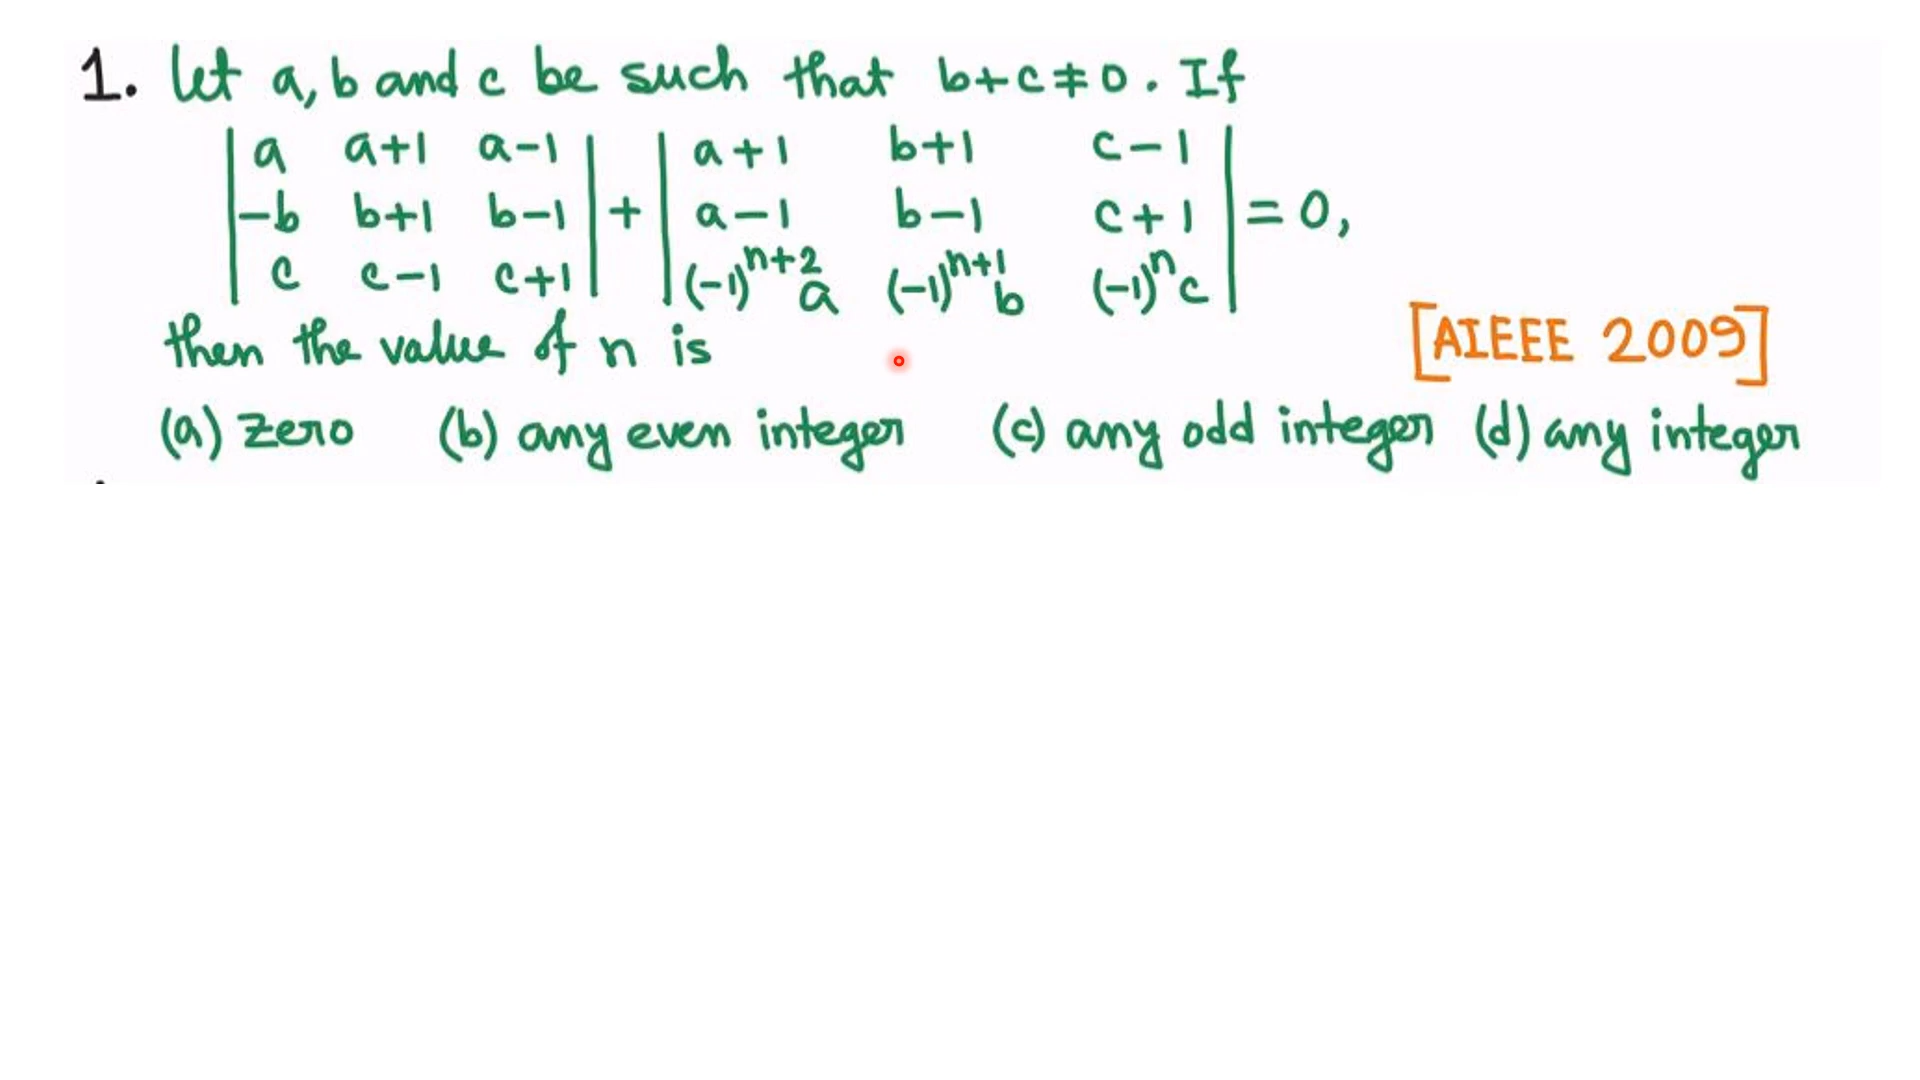 1. Let a, b and c be such that b+c≠0. If
| a a+1 a-1 | + | a+1 b+1 c-1 |
| -b b+1 b-1 | + | a-1 b-1 c+1 | = 0,
| c c-1 c+1 | | (-1)^{n+2} a (-1)^{n+1} b (-1)^n c |
then the value of n is
[AIEEE 2009]
(a) Zero (b) any even integer (c) any odd integer (d) any integer